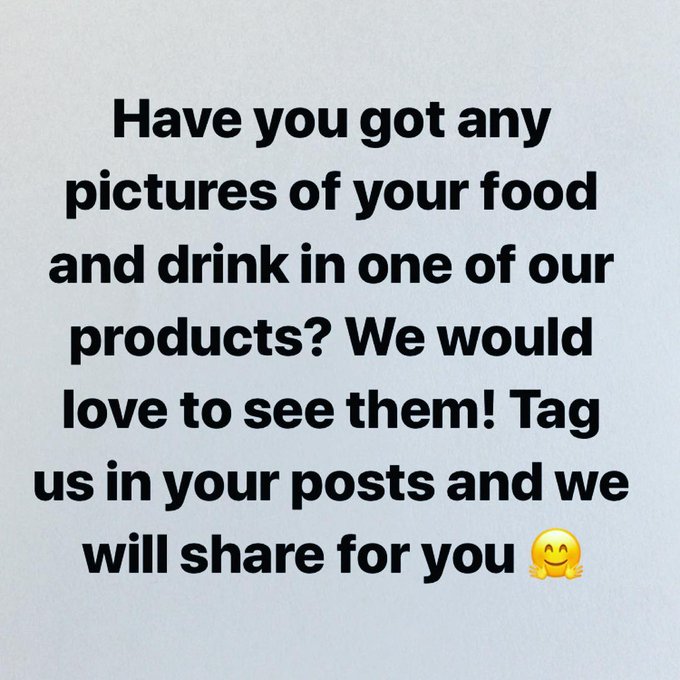 Have you got any
pictures of your food
and drink in one of our
products? We would
love to see them! Tag
us in your posts and we
will share for you 🤗